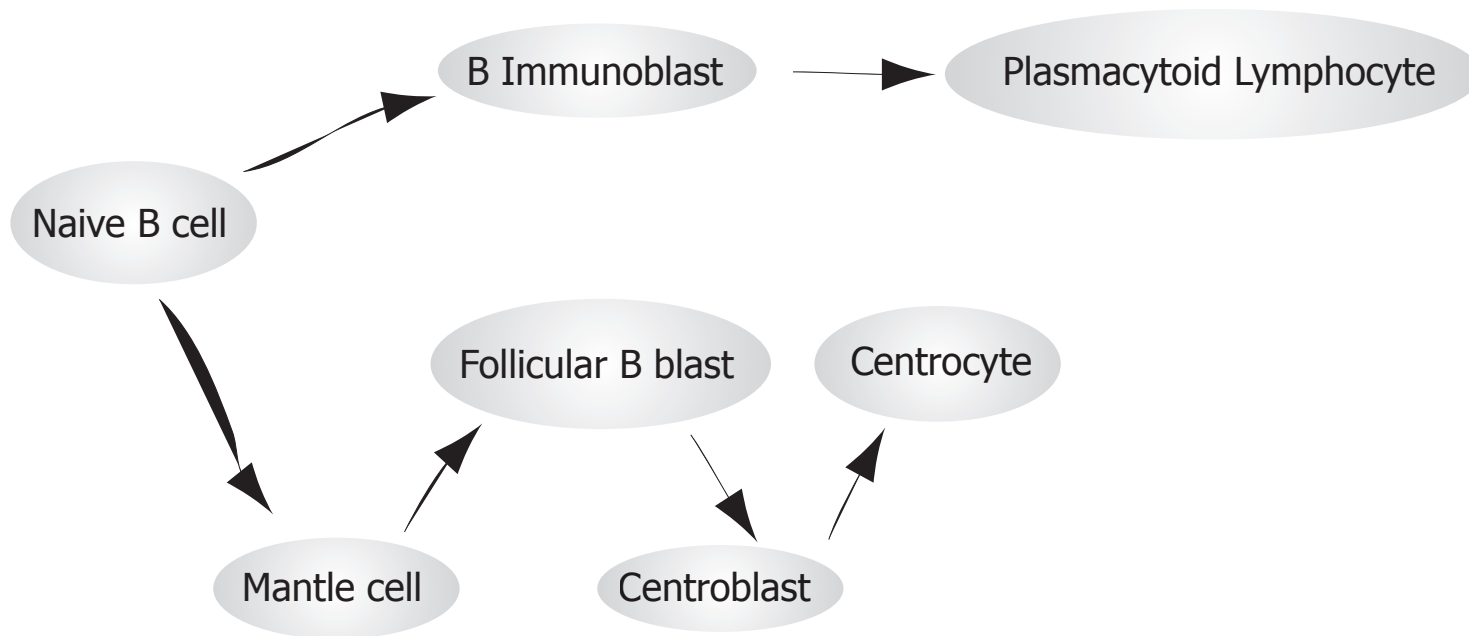 B Immunoblast
Plasmacytoid Lymphocyte
Naive B cell
Follicular B blast
Centrocyte
Mantle cell
Centroblast